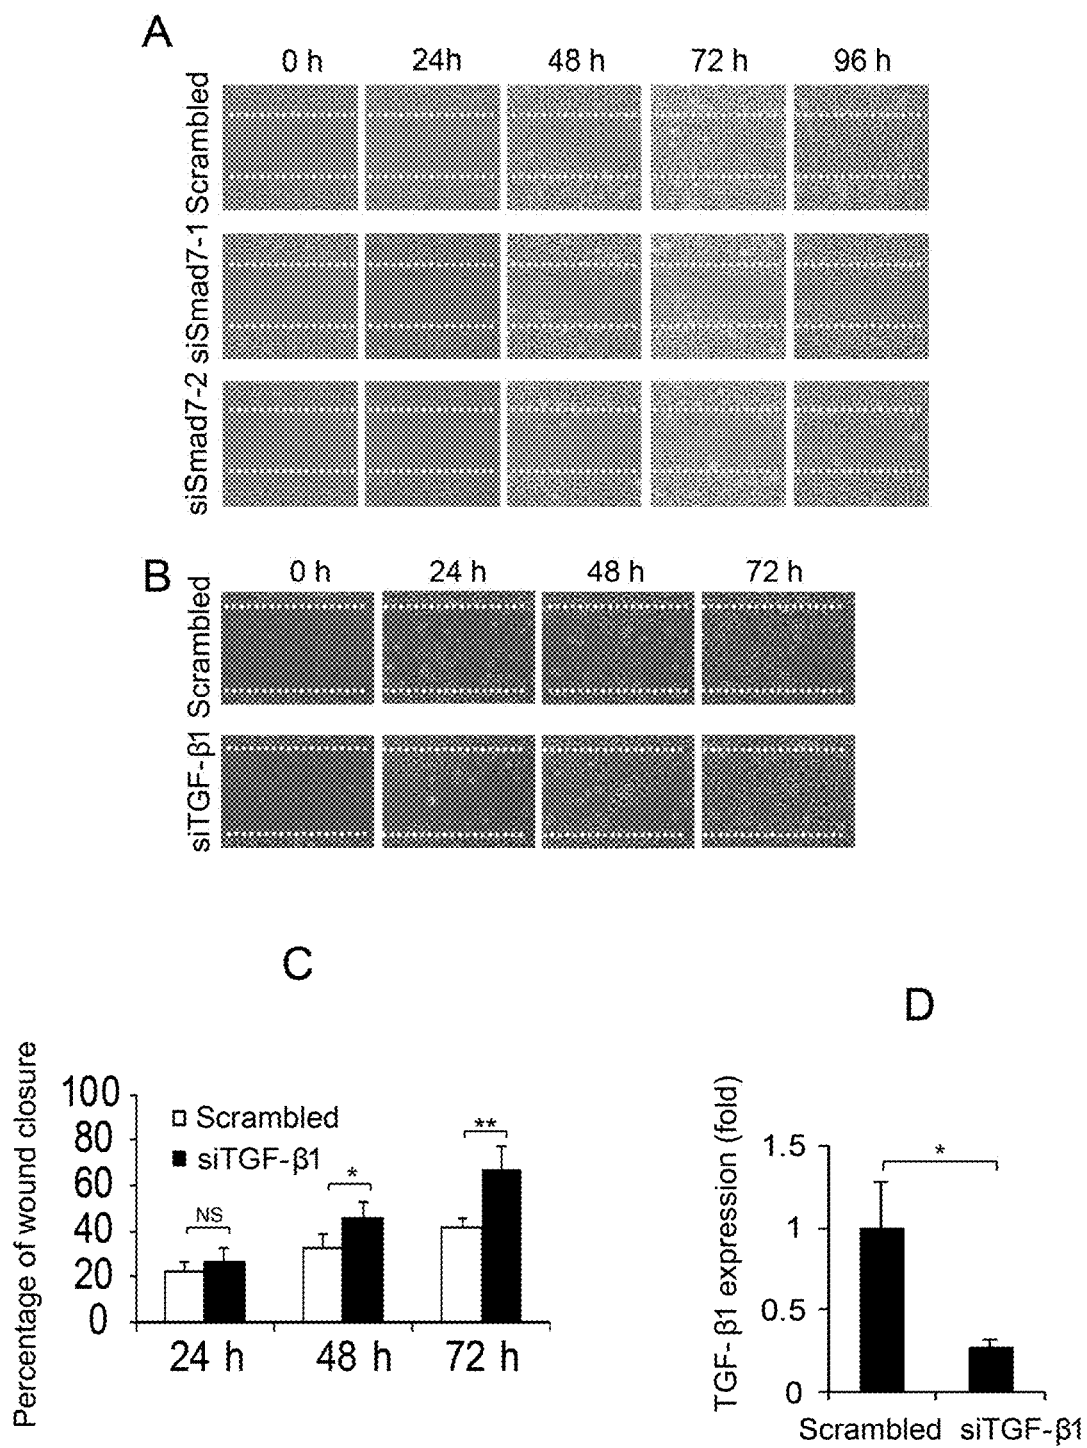 A
0 h 24h 48 h 72 h 96 h
Scrambled
siSmad7-1
siSmad7-2
B
0 h 24 h 48 h 72 h
Scrambled
siTGF-β1
C
Percentage of wound closure
100
80
60
40
20
0
Scrambled
siTGF-β1
NS
*
**
24 h 48 h 72 h
D
TGF-β1 expression (fold)
1.5
1
0.5
0
*
Scrambled siTGF-β1